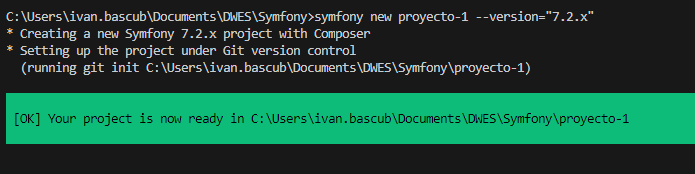 C:\Users\ivan.bascub\Documents\DWES\Symfony>symfony new proyecto-1 --version="7.2.x"
* Creating a new Symfony 7.2.x project with Composer
* Setting up the project under Git version control
(running git init C:\Users\ivan.bascub\Documents\DWES\Symfony\proyecto-1)
[OK] Your project is now ready in C:\Users\ivan.bascub\Documents\DWES\Symfony\proyecto-1